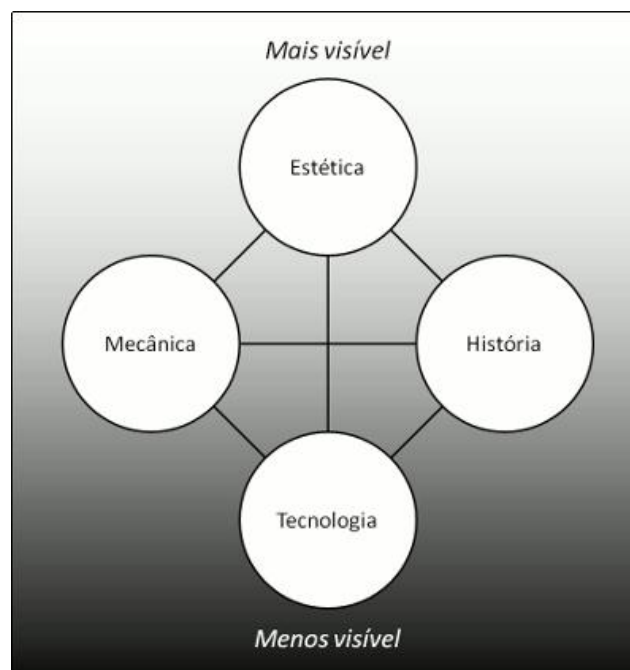 Mais visível
Estética
Mecânica
História
Tecnologia
Menos visível